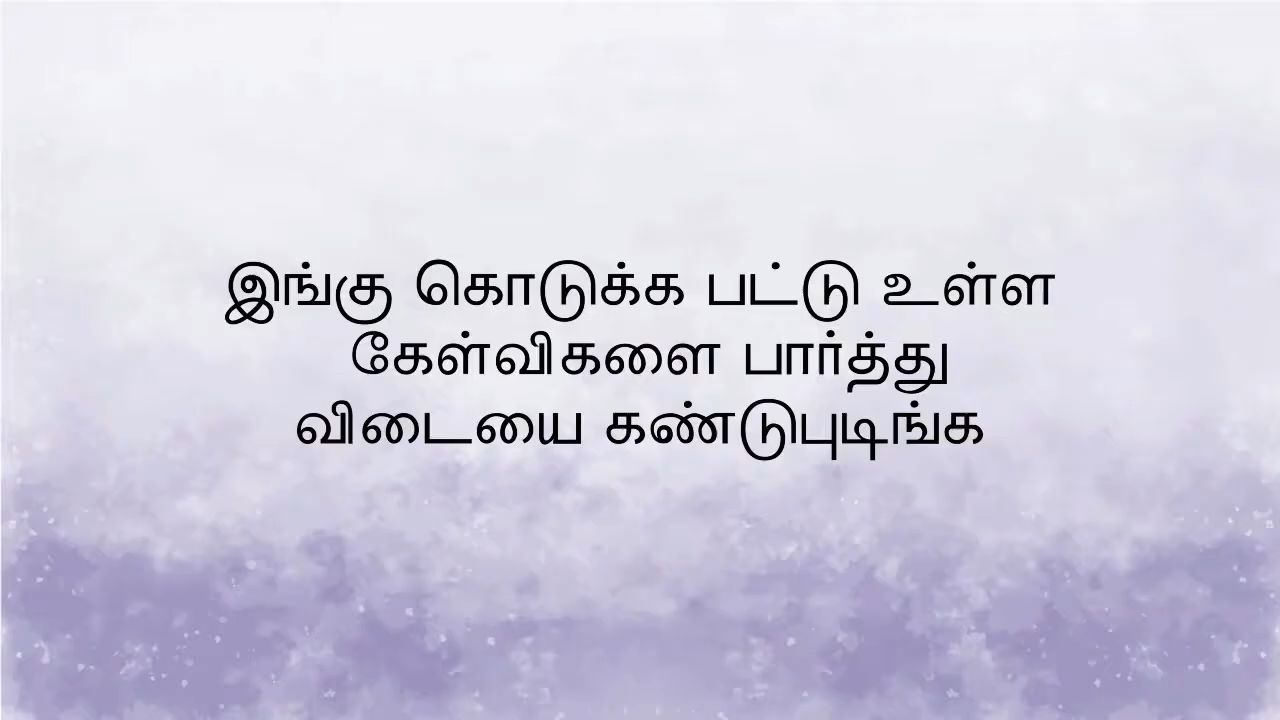 இங்கு கொடுக்க பட்டு உள்ள
கேள்விகளை பார்த்து
விடையை கண்டுபுடிங்க